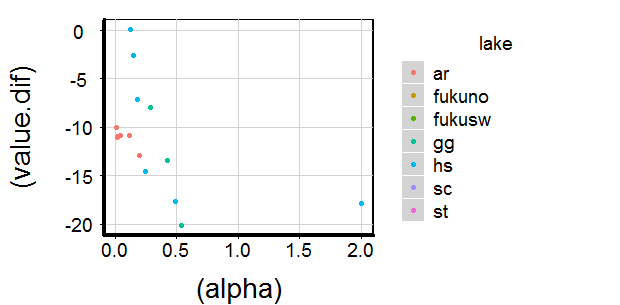 (value.dif)
0
-5
-10
-15
-20
0.0 0.5 1.0 1.5 2.0
(alpha)
lake
ar
fukuno
fukusw
gg
hs
sc
st